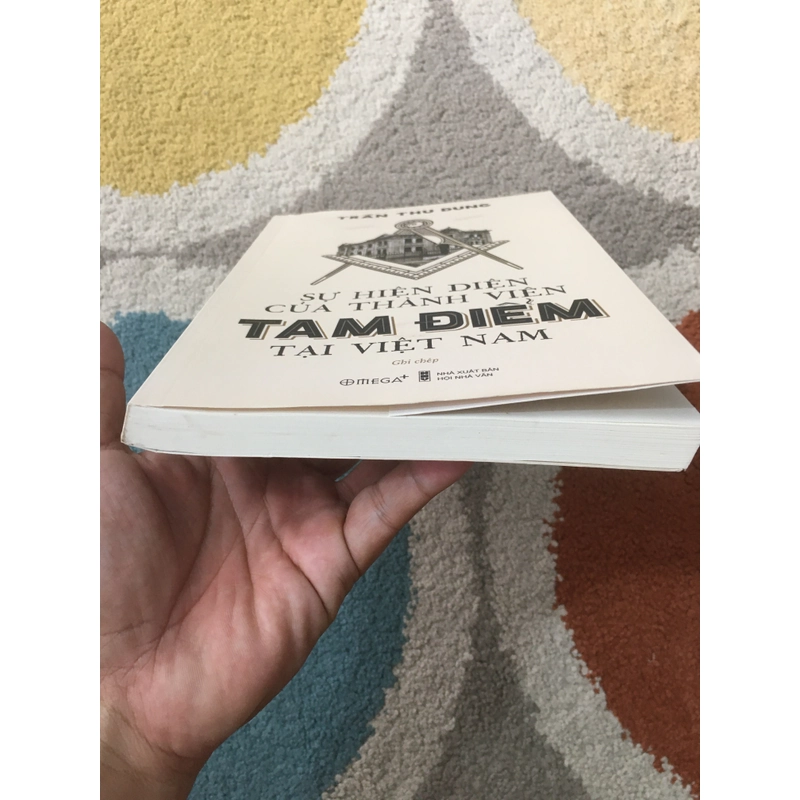 TRẦN THU DUNG
SỰ HIỆN DIỆN
CỦA THÀNH VIÊN
TAM ĐIỂM
TẠI VIỆT NAM
Ghi chép
OMEGA+
NHÀ XUẤT BẢN
HỘI NHÀ VĂN